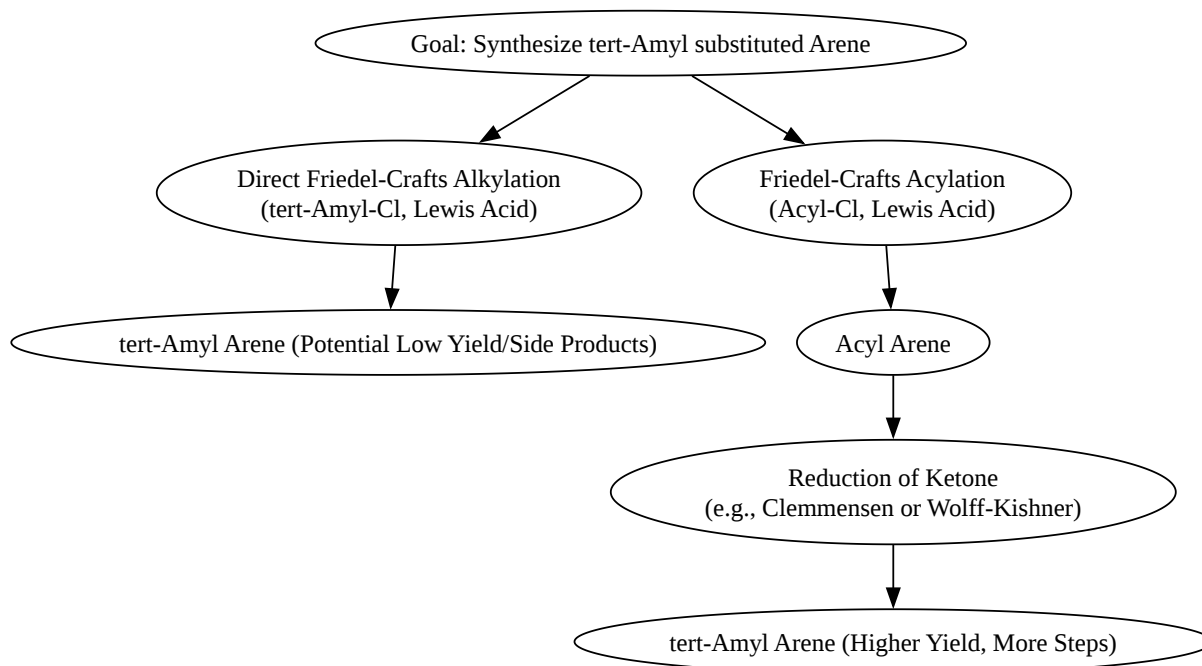 Goal: Synthesize tert-Amyl substituted Arene
Direct Friedel-Crafts Alkylation
(tert-Amyl-Cl, Lewis Acid)
Friedel-Crafts Acylation
(Acyl-Cl, Lewis Acid)
tert-Amyl Arene (Potential Low Yield/Side Products)
Acyl Arene
Reduction of Ketone
(e.g., Clemmensen or Wolff-Kishner)
tert-Amyl Arene (Higher Yield, More Steps)